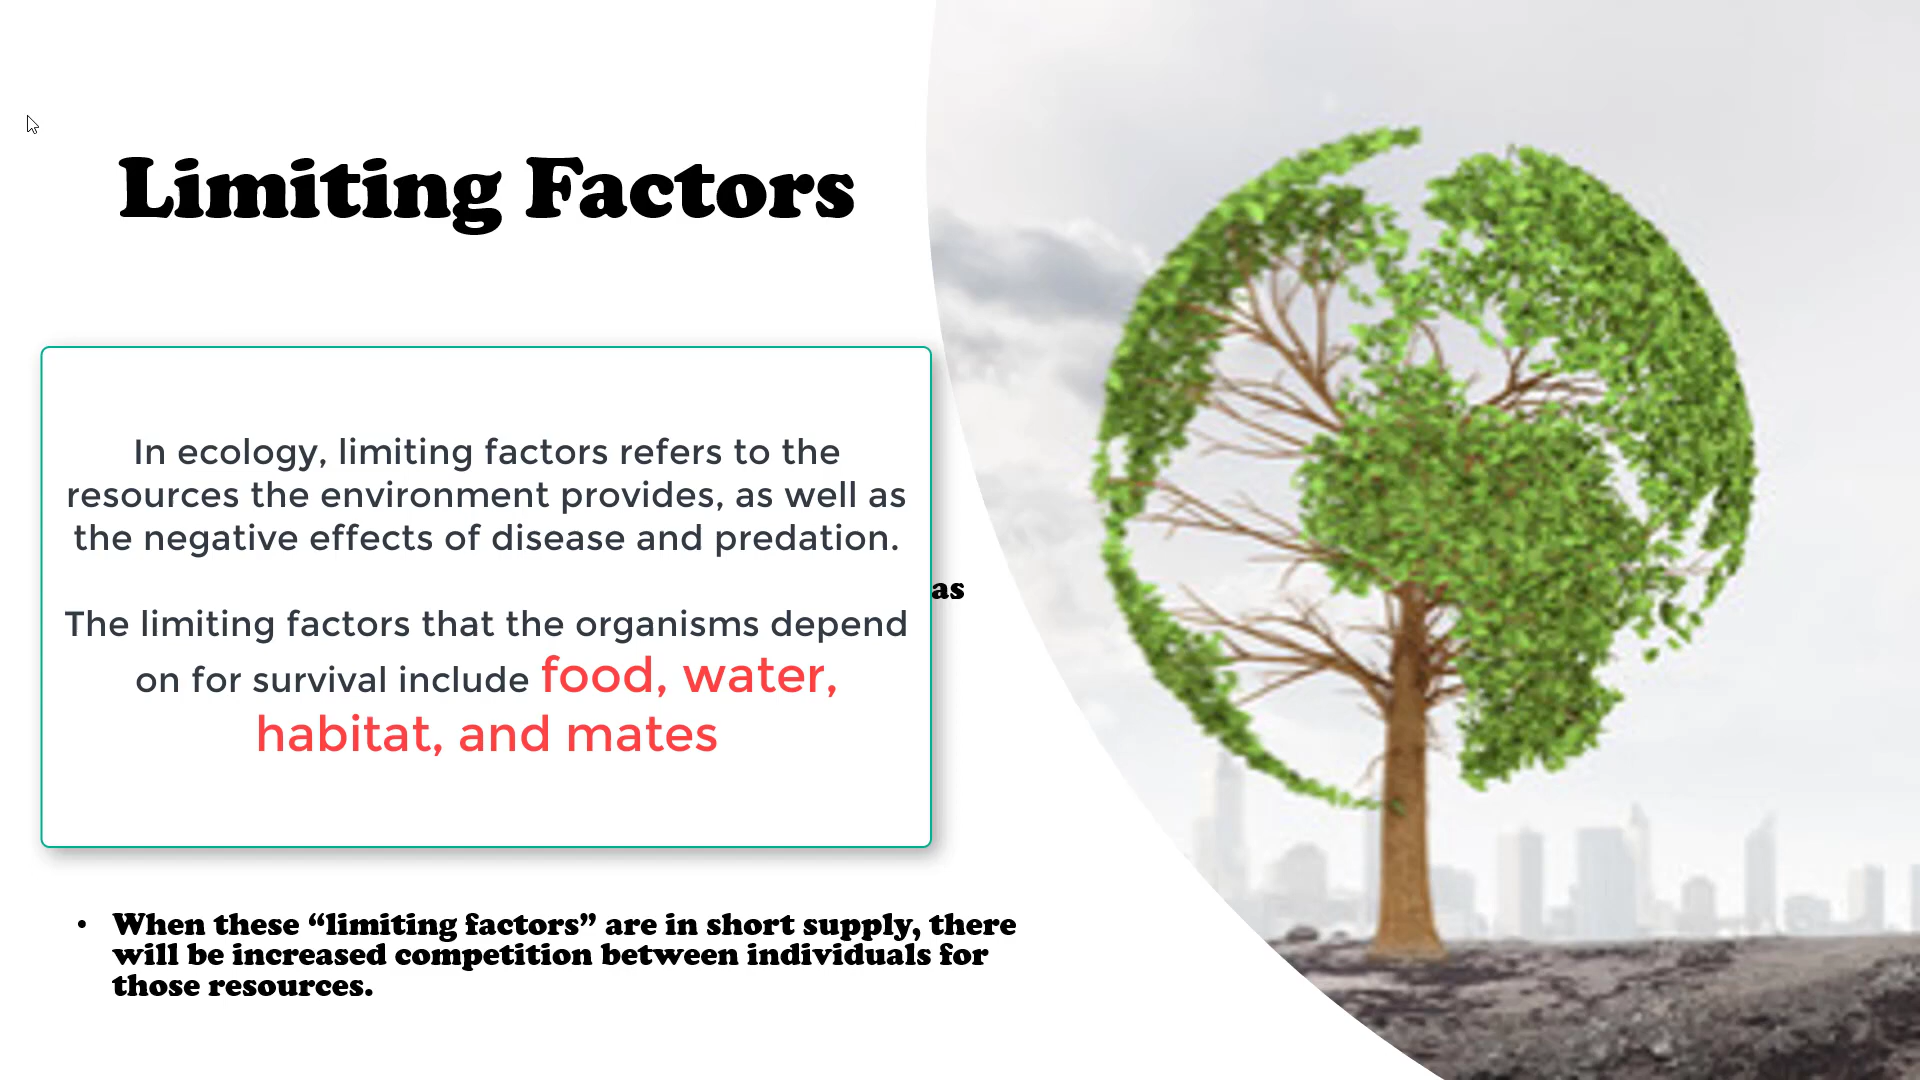 Limiting Factors
In ecology, limiting factors refers to the
resources the environment provides, as well as
the negative effects of disease and predation.
as
The limiting factors that the organisms depend
on for survival include food, water,
habitat, and mates
• When these “limiting factors” are in short supply, there
will be increased competition between individuals for
those resources.